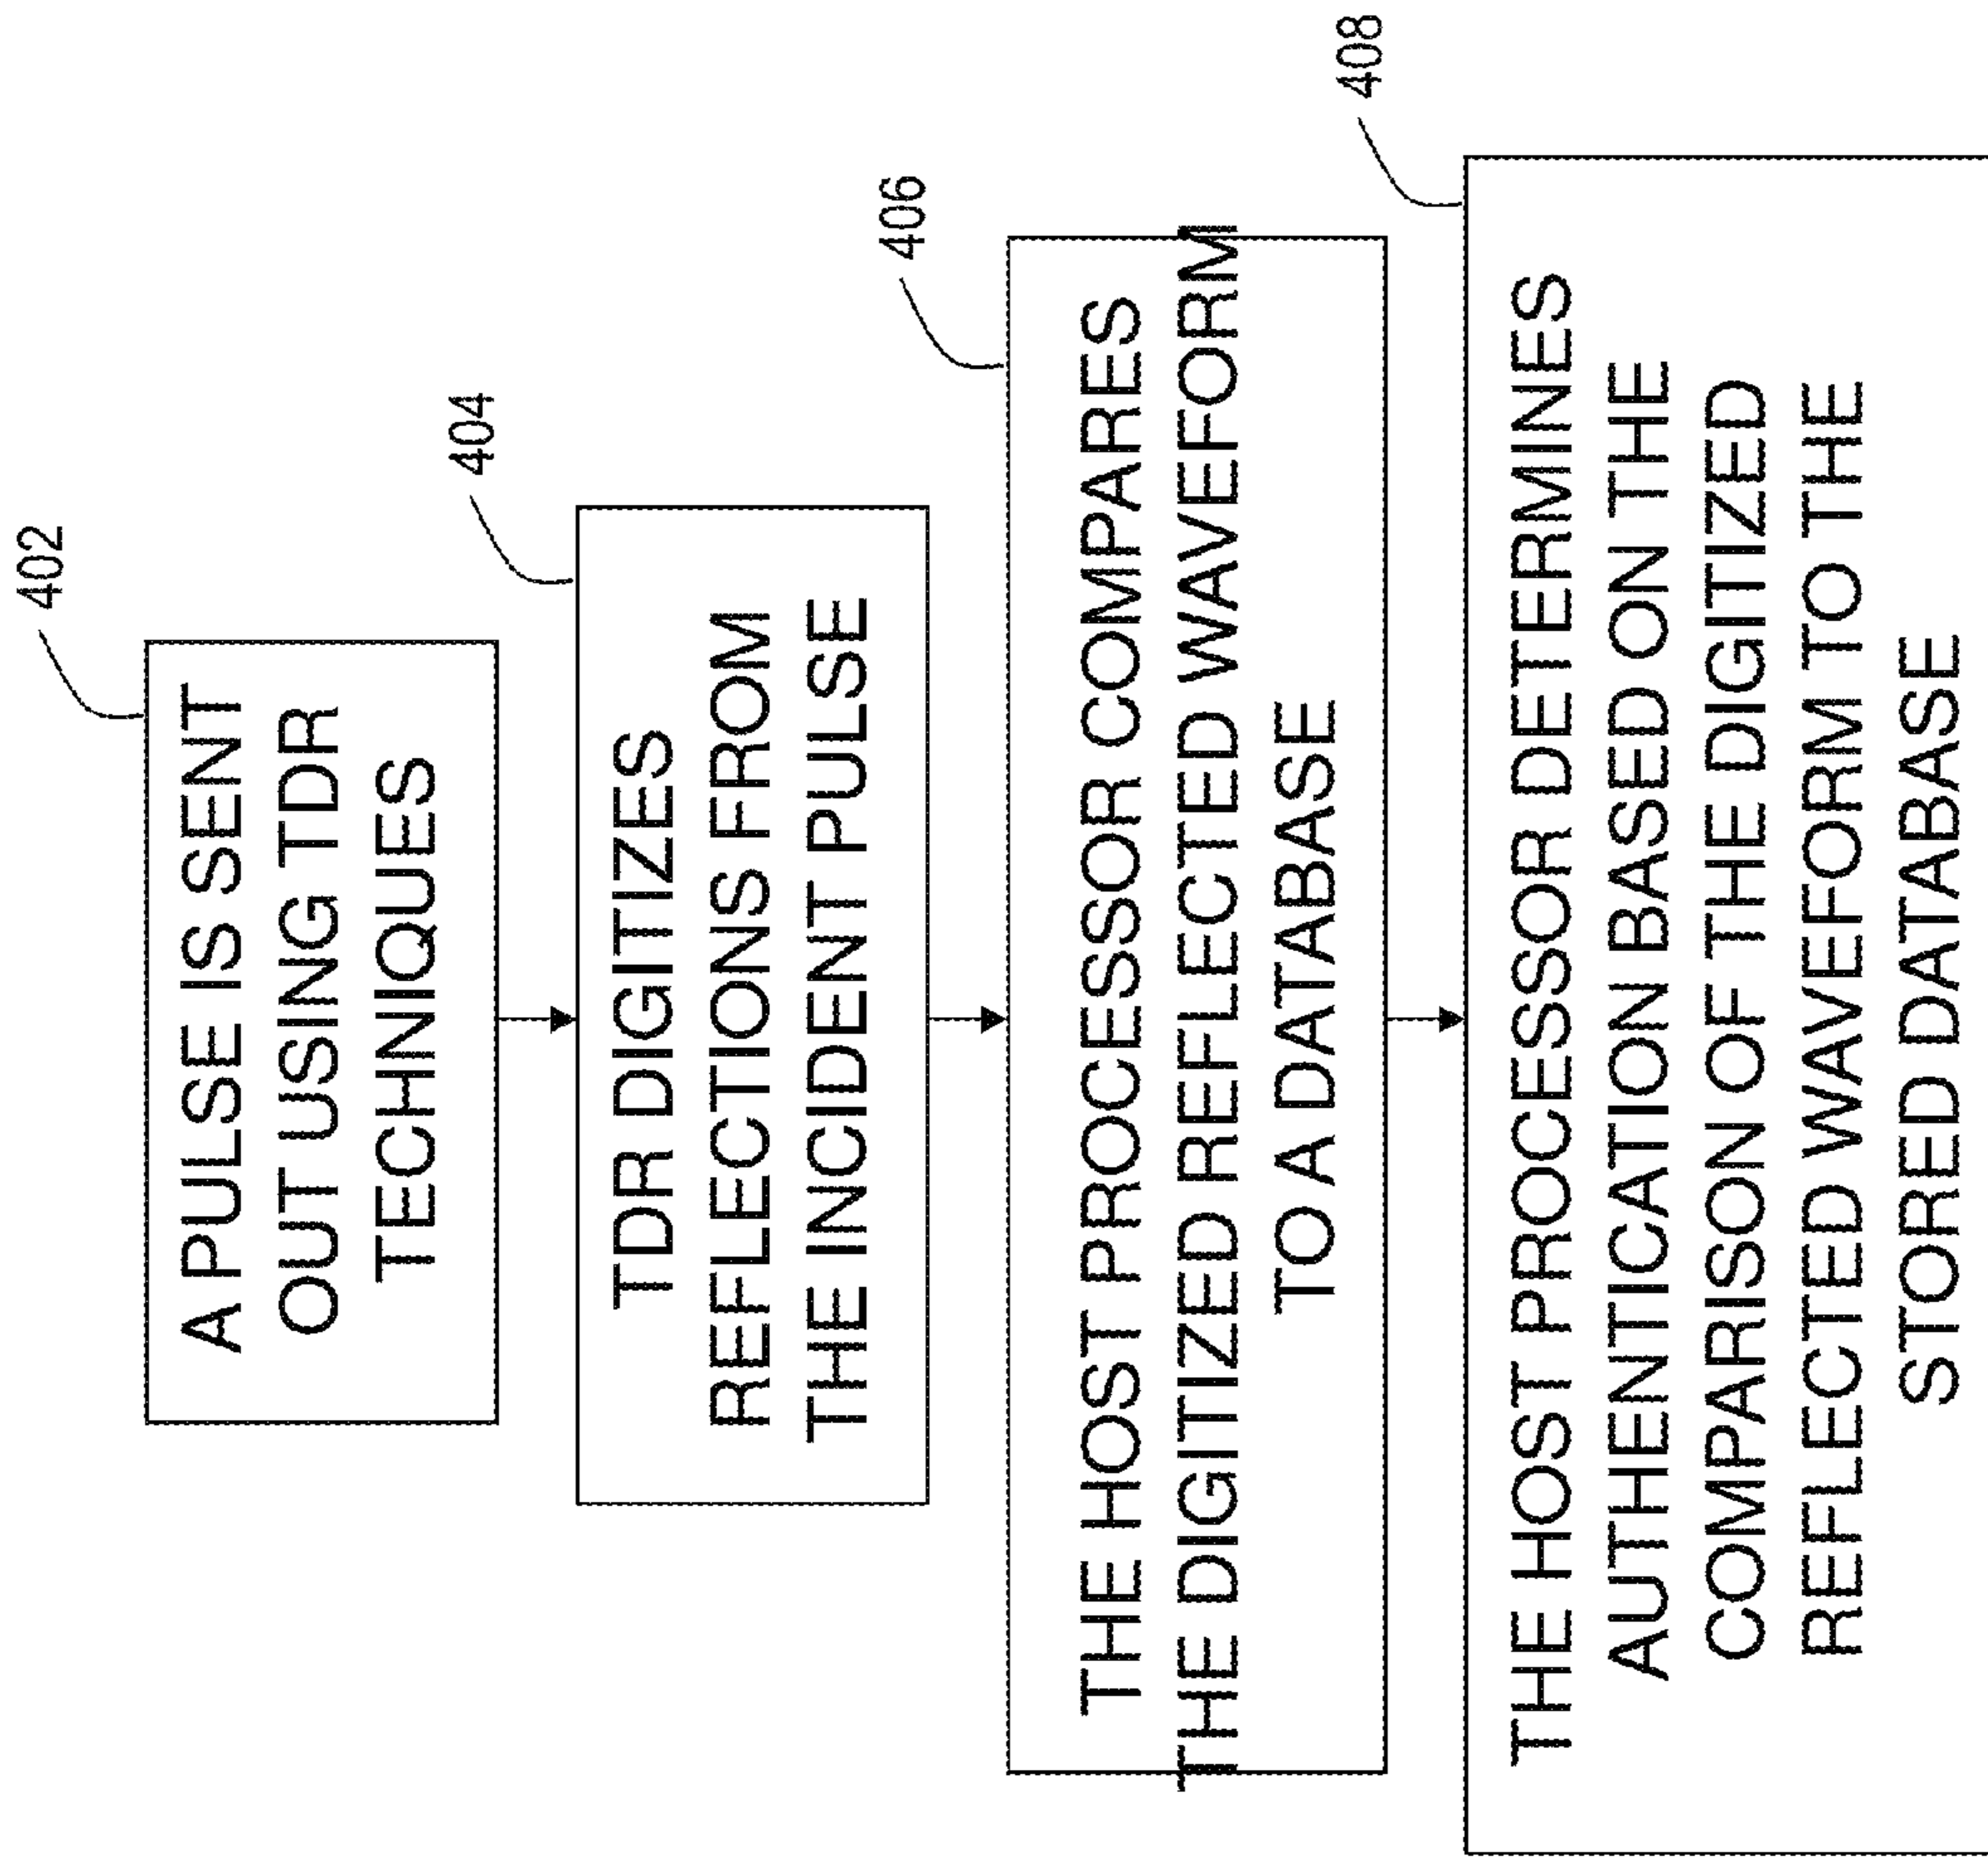 402
A PULSE IS SENT
OUT USING TDR
TECHNIQUES
404
TDR DIGITIZES
REFLECTIONS FROM
THE INCIDENT PULSE
406
THE HOST PROCESSOR COMPARES
THE DIGITIZED REFLECTED WAVEFORM
TO A DATABASE
408
THE HOST PROCESSOR DETERMINES
AUTHENTICATION BASED ON THE
COMPARISON OF THE DIGITIZED
REFLECTED WAVEFORM TO THE
STORED DATABASE